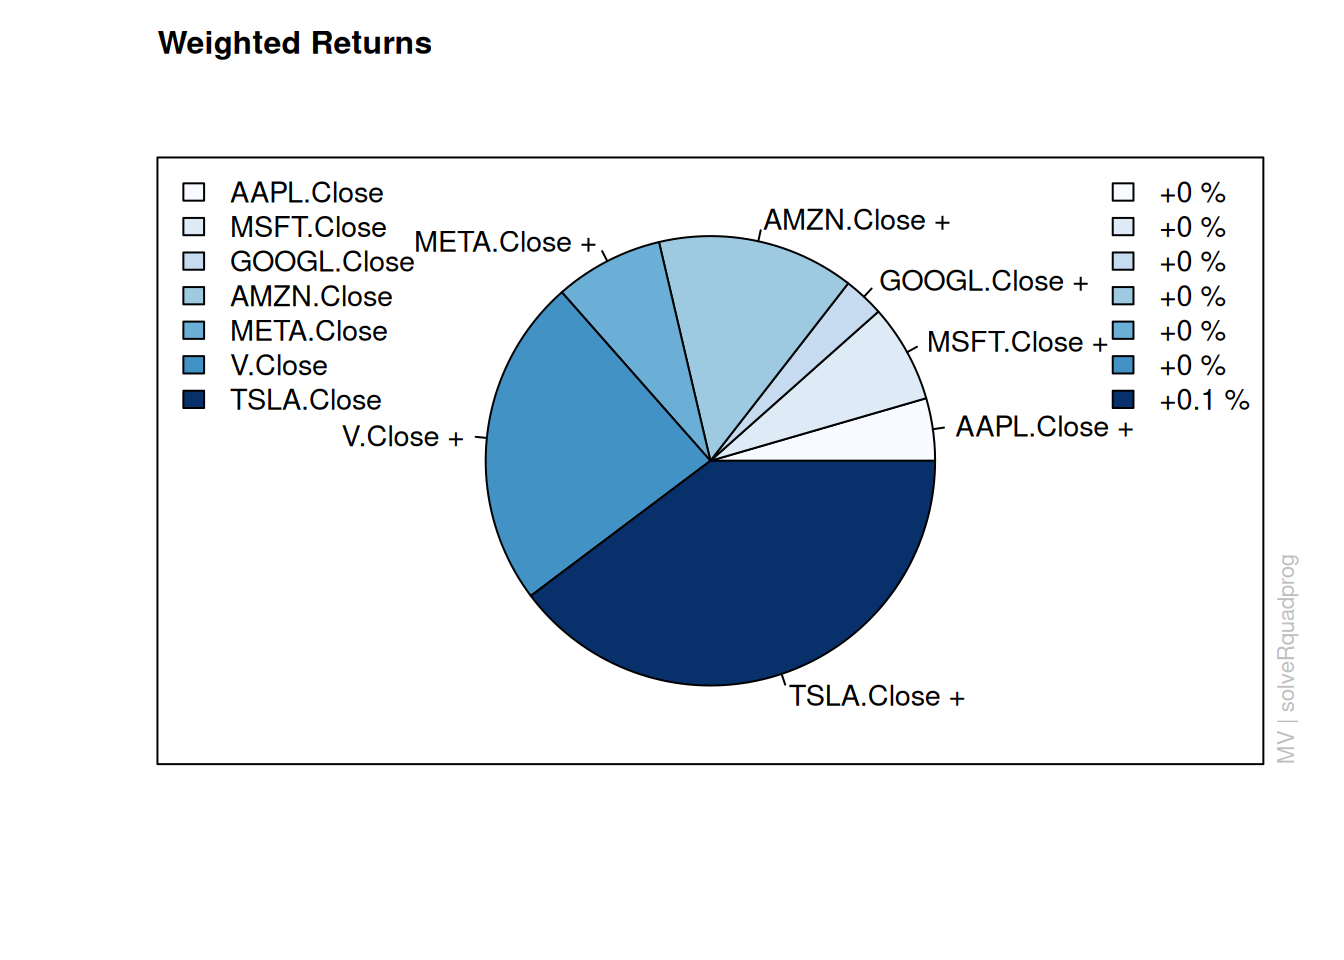 Weighted Returns
AAPL.Close
MSFT.Close
GOOGL.Close
AMZN.Close
META.Close
V.Close
TSLA.Close
META.Close +
AMZN.Close +
GOOGL.Close +
MSFT.Close +
AAPL.Close +
V.Close +
TSLA.Close +
+0 %
+0 %
+0 %
+0 %
+0 %
+0 %
+0.1 %
MV | solveRquadprog